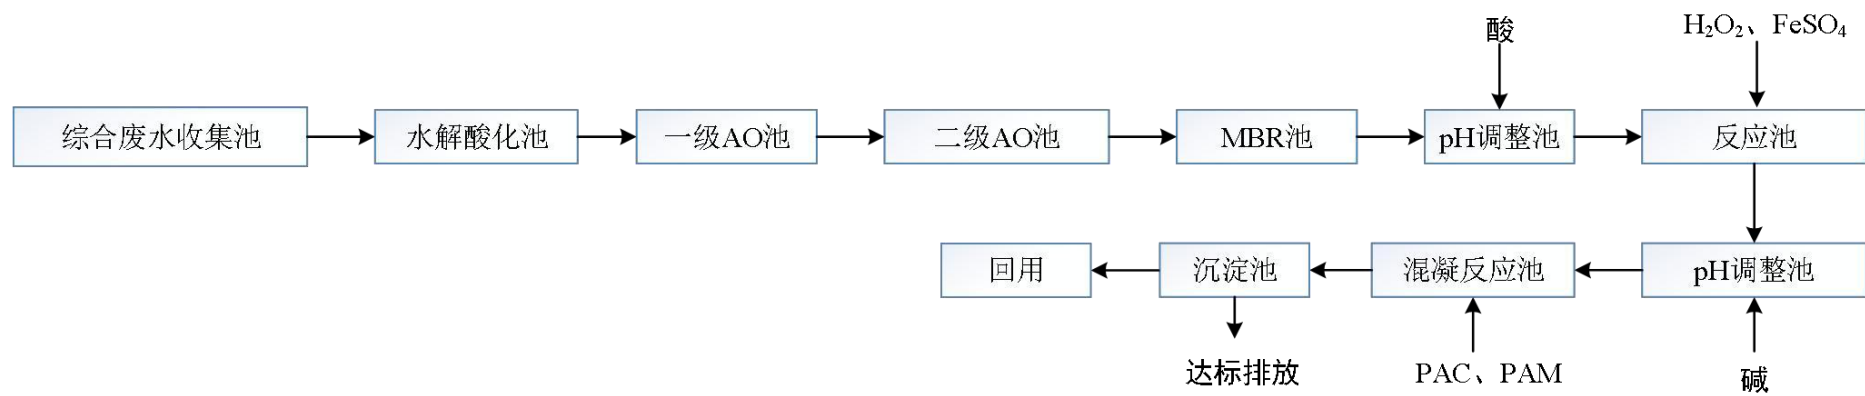 酸
H₂O₂、FeSO₄
综合废水收集池
水解酸化池
一级AO池
二级AO池
MBR池
pH调整池
反应池
回用
沉淀池
混凝反应池
pH调整池
达标排放
PAC、PAM
碱